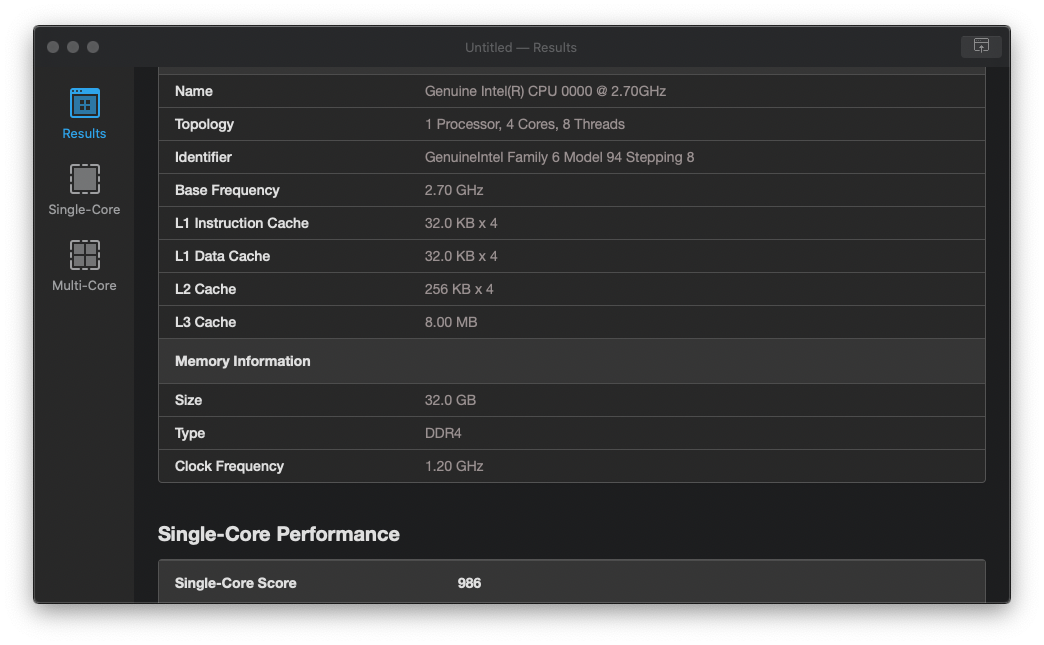 Untitled — Results
Results
Single-Core
Multi-Core
Name Genuine Intel(R) CPU 0000 @ 2.70GHz
Topology 1 Processor, 4 Cores, 8 Threads
Identifier GenuineIntel Family 6 Model 94 Stepping 8
Base Frequency 2.70 GHz
L1 Instruction Cache 32.0 KB x 4
L1 Data Cache 32.0 KB x 4
L2 Cache 256 KB x 4
L3 Cache 8.00 MB
Memory Information
Size 32.0 GB
Type DDR4
Clock Frequency 1.20 GHz
Single-Core Performance
Single-Core Score 986